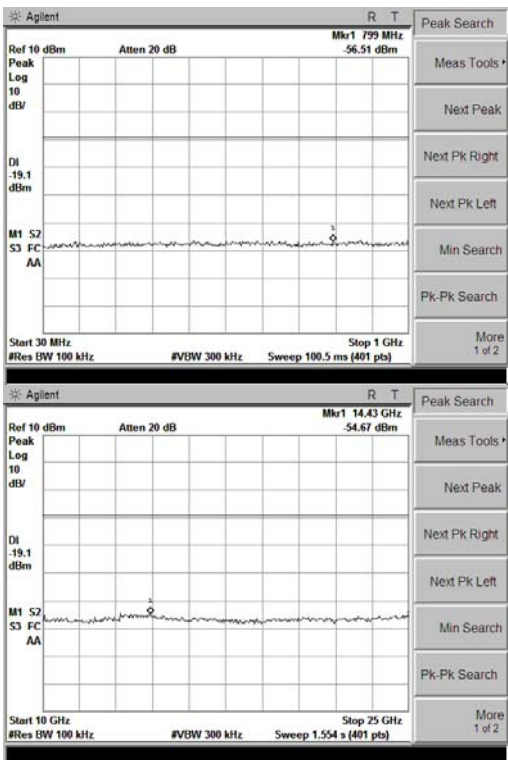 Agilent R T
Mkr1 799 MHz
Ref 10 dBm Atten 20 dB -56.51 dBm
Peak
Log
10
dB/
DI
-19.1
dBm
M1 S2
S3 FC
AA
1
Start 30 MHz Stop 1 GHz
#Res BW 100 kHz #VBW 300 kHz Sweep 100.5 ms (401 pts)
Peak Search
Meas Tools
Next Peak
Next Pk Right
Next Pk Left
Min Search
Pk-Pk Search
More
1 of 2
Agilent R T
Mkr1 14.43 GHz
Ref 10 dBm Atten 20 dB -54.67 dBm
Peak
Log
10
dB/
DI
-19.1
dBm
M1 S2
S3 FC
AA
1
Start 10 GHz Stop 25 GHz
#Res BW 100 kHz #VBW 300 kHz Sweep 1.554 s (401 pts)
Peak Search
Meas Tools
Next Peak
Next Pk Right
Next Pk Left
Min Search
Pk-Pk Search
More
1 of 2